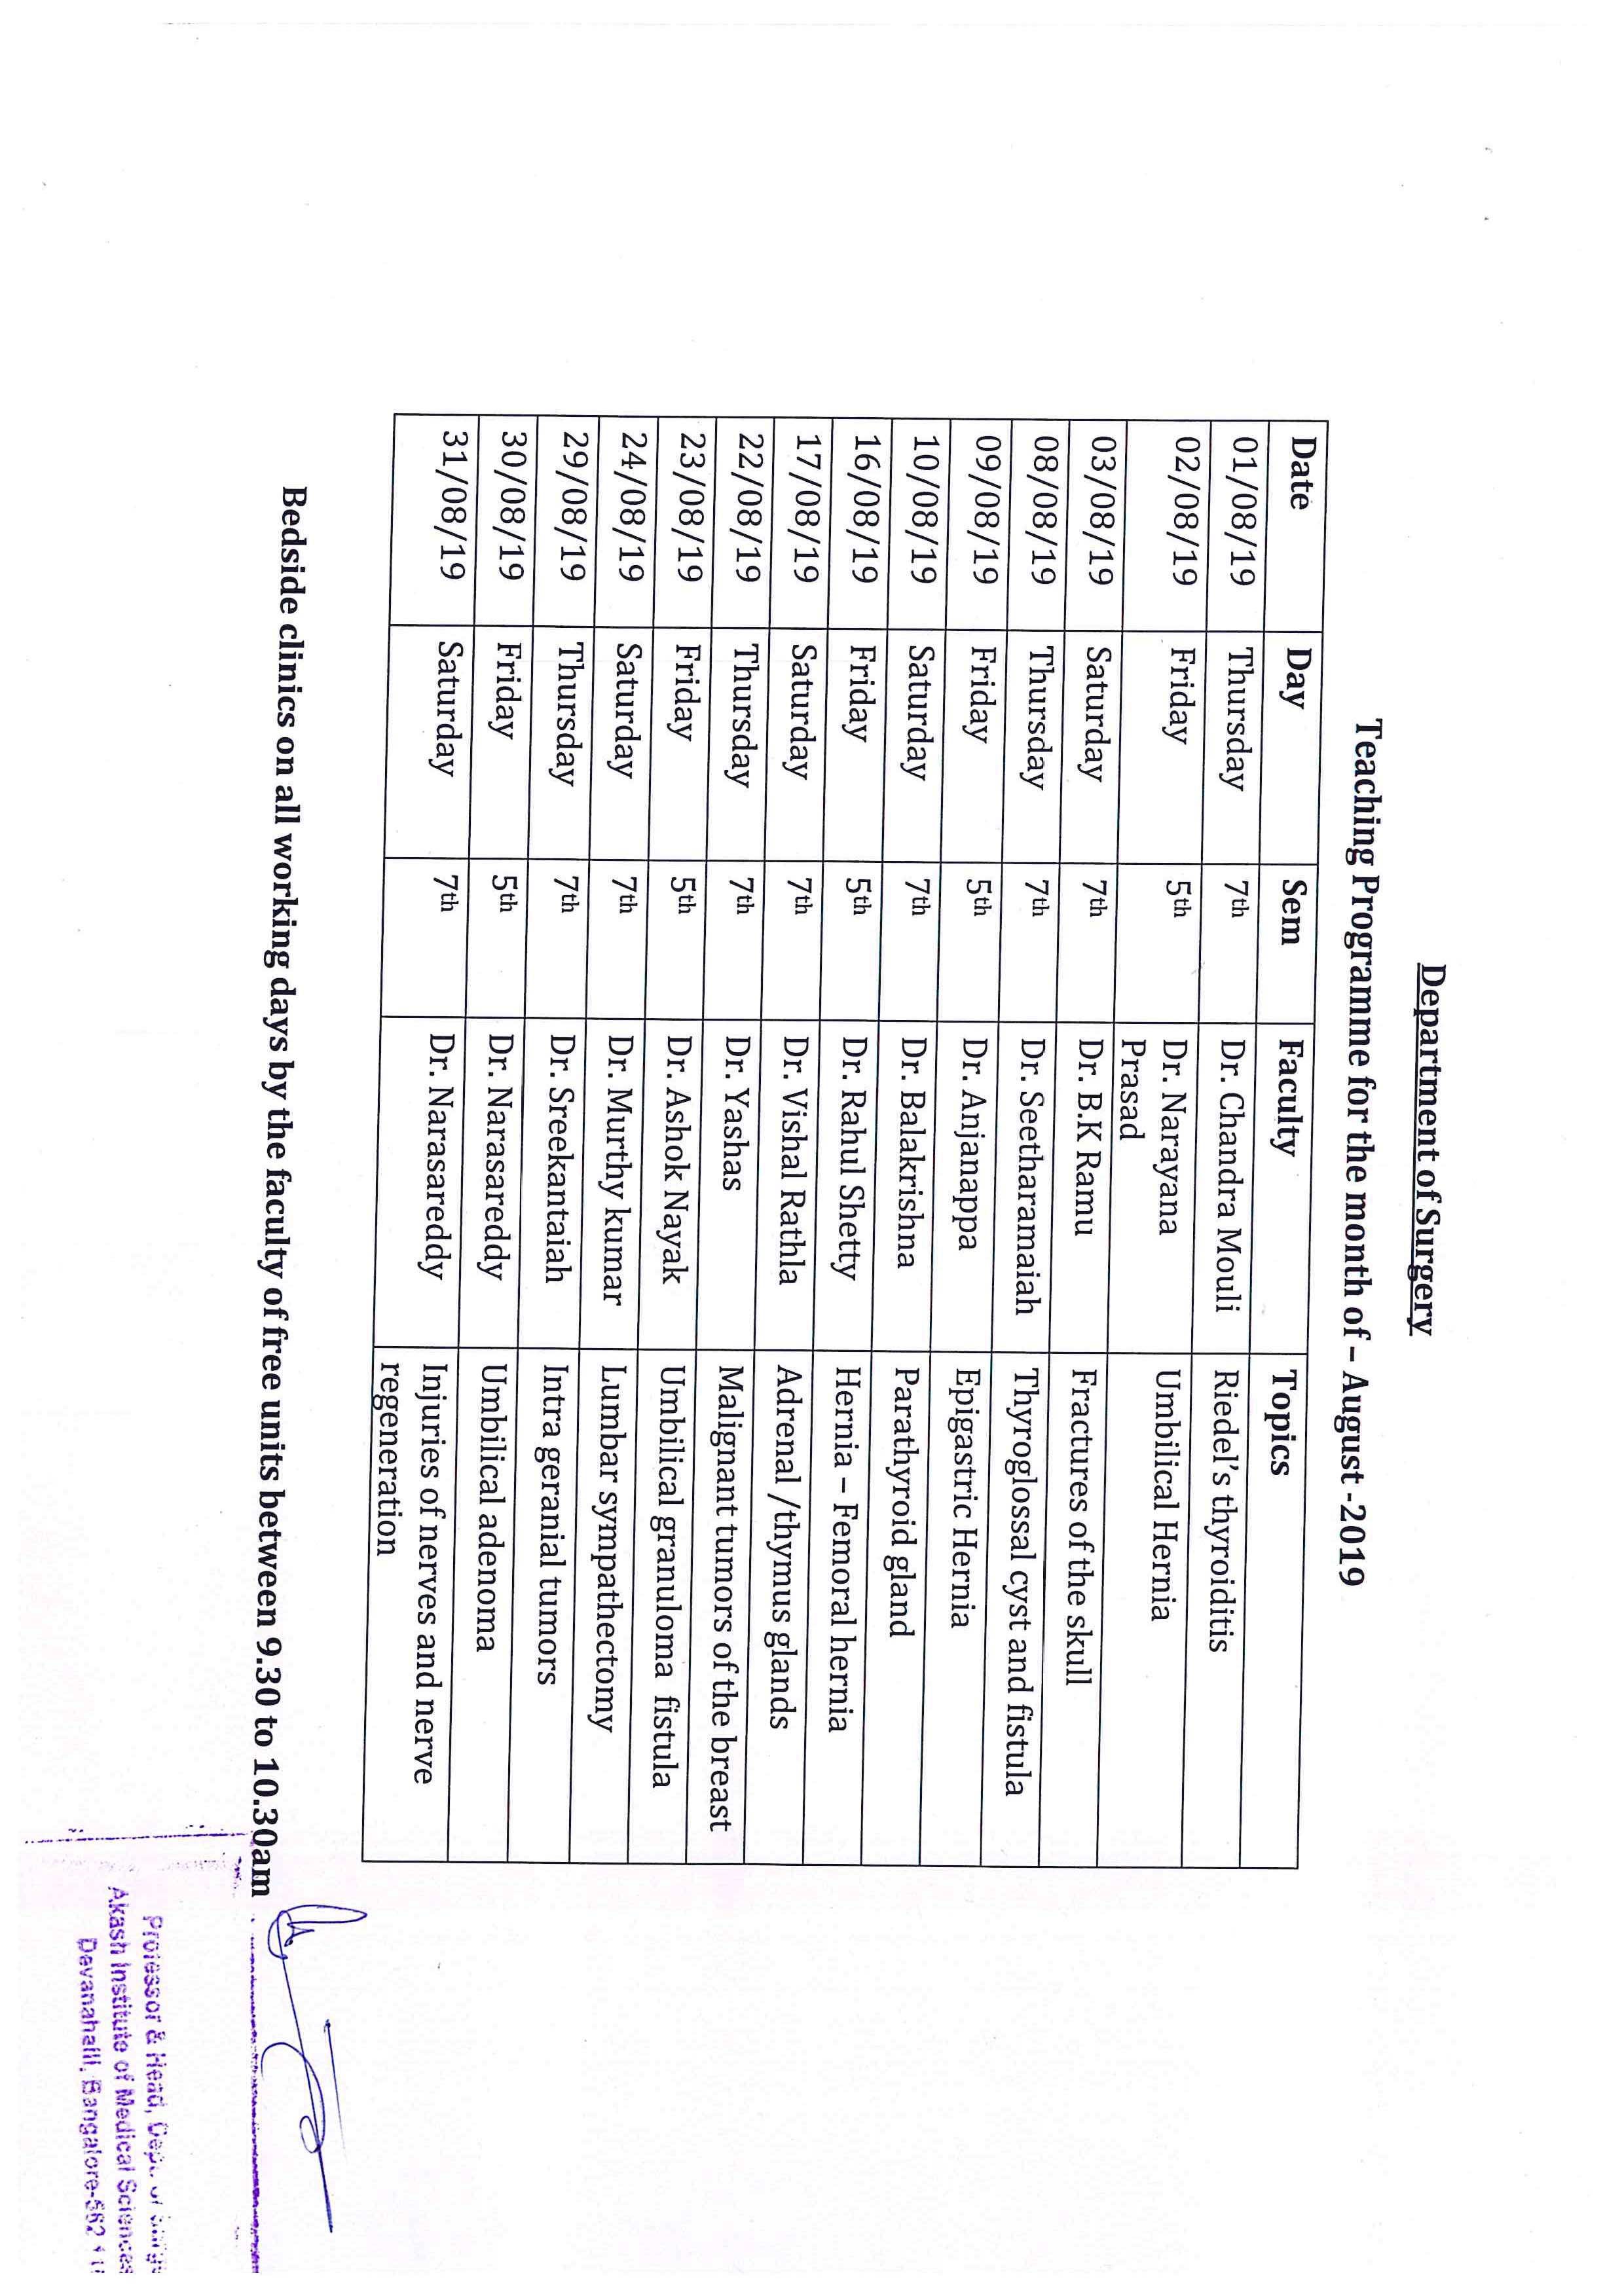 Department of Surgery
Teaching Programme for the month of – August -2019
Date Day Sem Faculty Topics
01/08/19 Thursday 7th Dr. Chandra Mouli Riedel's thyroiditis
02/08/19 Friday 5th Dr. Narayana Umbilical Hernia
Prasad
03/08/19 Saturday 7th Dr. B.K Ramu Fractures of the skull
08/08/19 Thursday 7th Dr. Seetharamaiah Thyroglossal cyst and fistula
09/08/19 Friday 5th Dr. Anjanappa Epigastric Hernia
10/08/19 Saturday 7th Dr. Balakrishna Parathyroid gland
16/08/19 Friday 5th Dr. Rahul Shetty Hernia – Femoral hernia
17/08/19 Saturday 7th Dr. Vishal Rathla Adrenal /thymus glands
22/08/19 Thursday 7th Dr. Yashas Malignant tumors of the breast
23/08/19 Friday 5th Dr. Ashok Nayak Umbilical granuloma fistula
24/08/19 Saturday 7th Dr. Murthy kumar Lumbar sympathectomy
29/08/19 Thursday 7th Dr. Sreekantaiah Intra geranial tumors
30/08/19 Friday 5th Dr. Narasareddy Umbilical adenoma
31/08/19 Saturday 7th Dr. Narasareddy Injuries of nerves and nerve
regeneration
Bedside clinics on all working days by the faculty of free units between 9.30 to 10.30am
Professor & Head, Dept. of
Akash Institute of Medical Sciences
Devanahalli, Bangalore-562